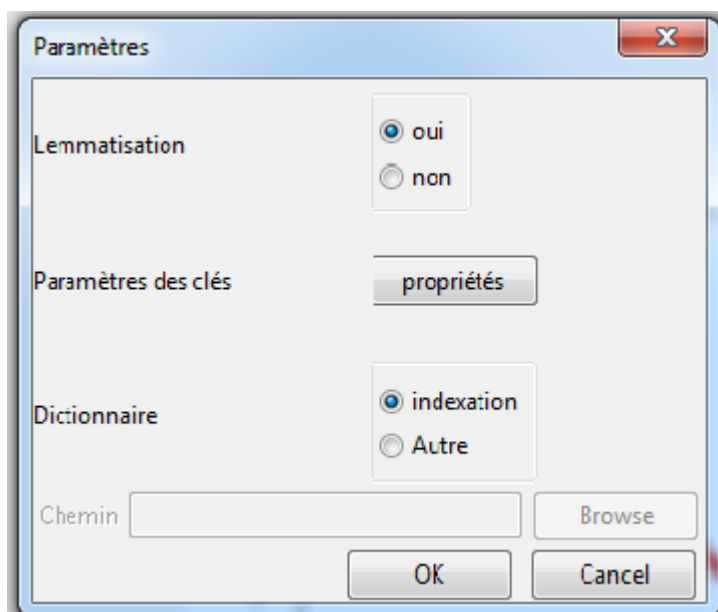 Paramètres
Lemmatisation
oui
non
Paramètres des clés
propriétés
Dictionnaire
indexation
Autre
Chemin
Browse
OK
Cancel